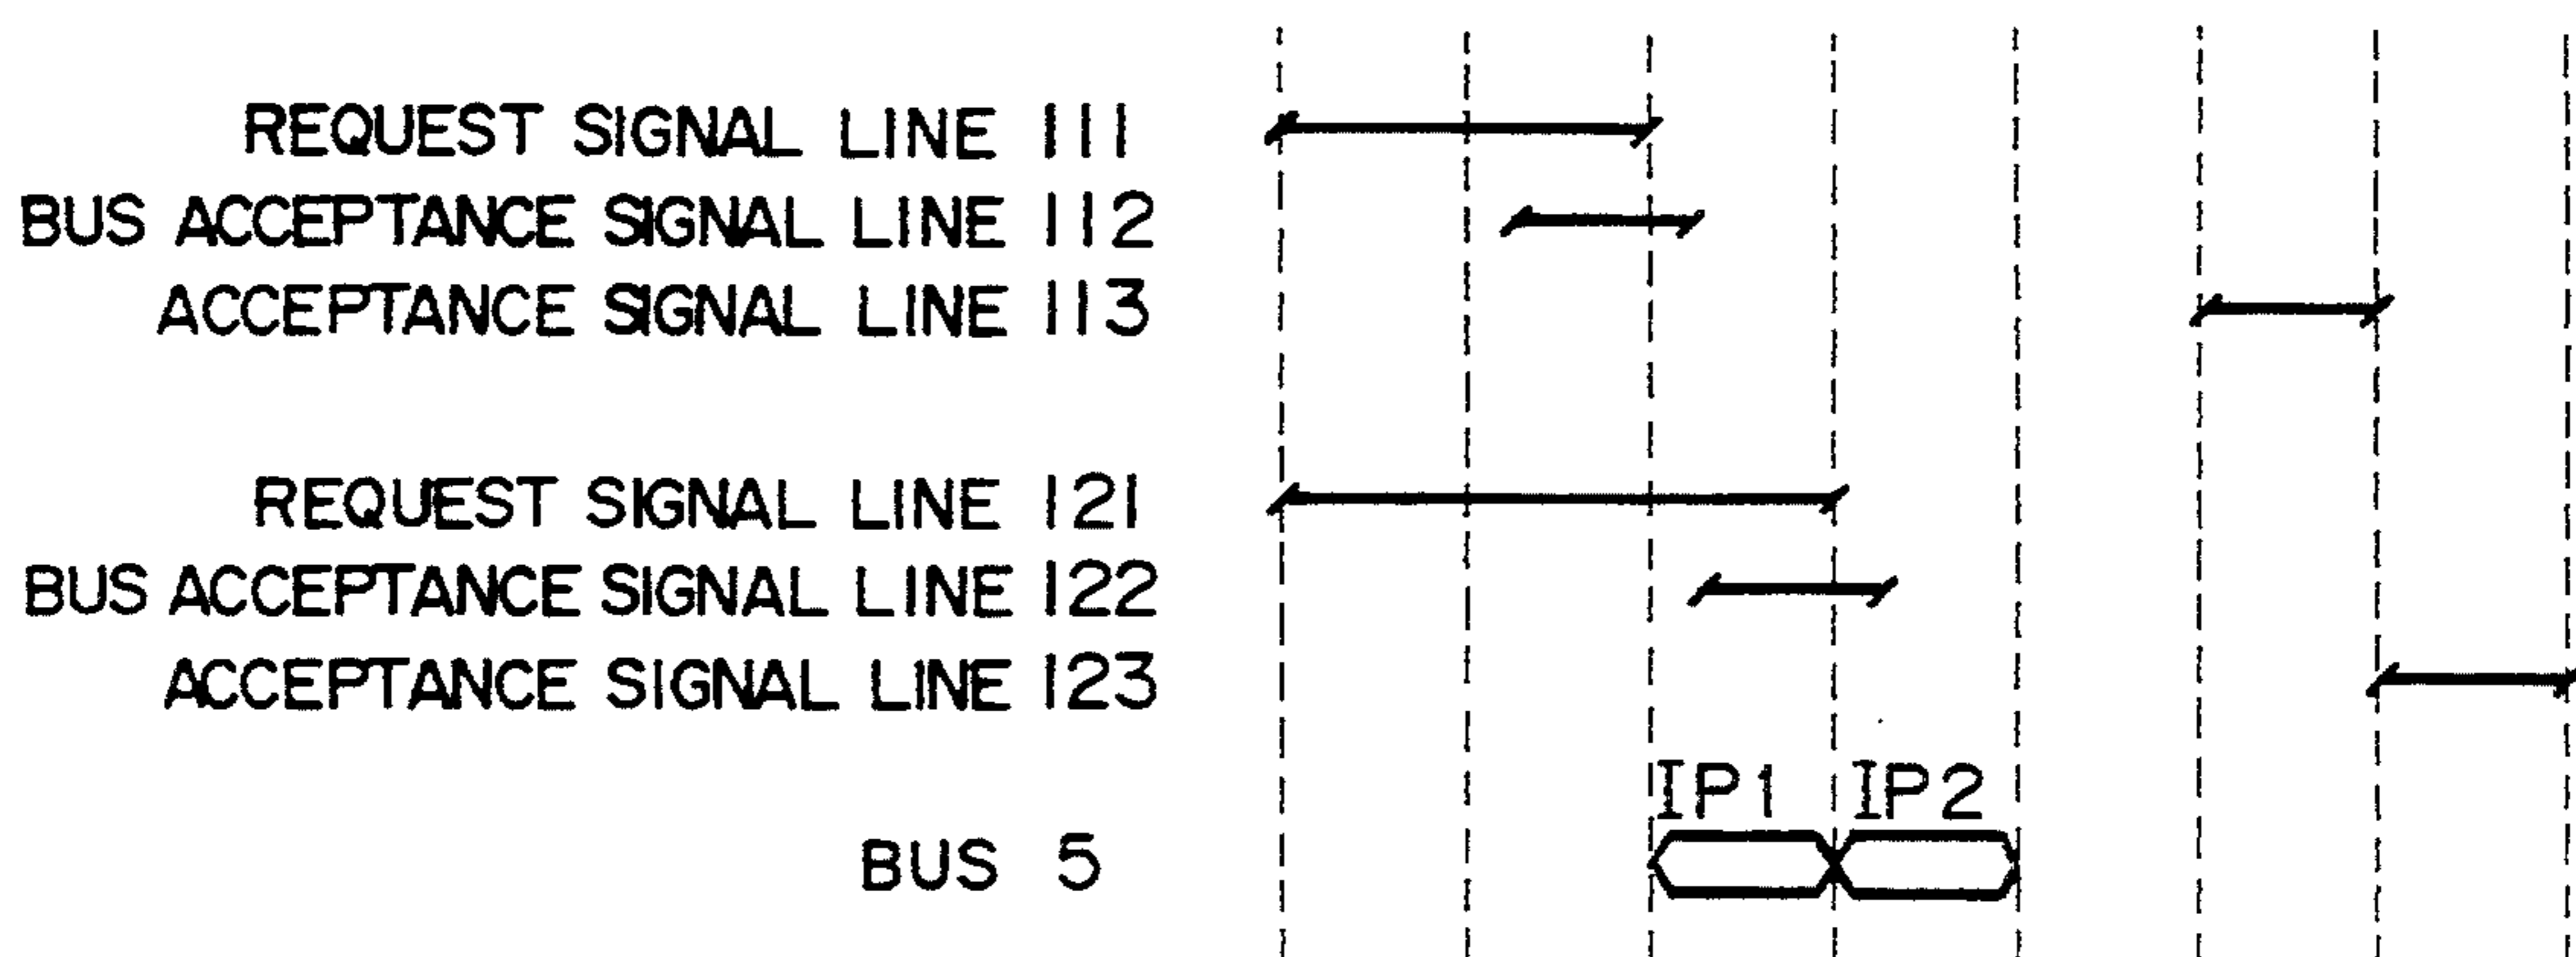 REQUEST SIGNAL LINE 111
BUS ACCEPTANCE SIGNAL LINE 112
ACCEPTANCE SIGNAL LINE 113
REQUEST SIGNAL LINE 121
BUS ACCEPTANCE SIGNAL LINE 122
ACCEPTANCE SIGNAL LINE 123
IP1 IP2
BUS 5